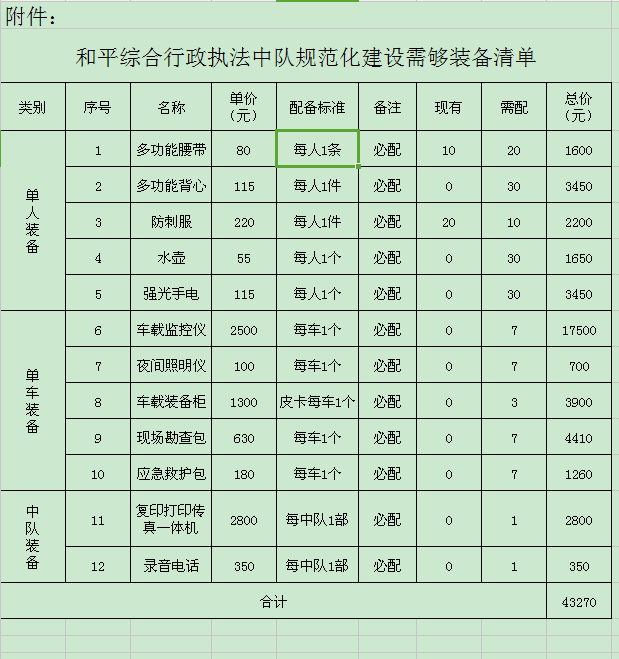 附件：
和平综合行政执法中队规范化建设需够装备清单
类别 序号 名称 单价（元） 配备标准 备注 现有 需配 总价（元）
单人装备
1 多功能腰带 80 每人1条 必配 10 20 1600
2 多功能背心 115 每人1件 必配 0 30 3450
3 防刺服 220 每人1件 必配 20 10 2200
4 水壶 55 每人1个 必配 0 30 1650
5 强光手电 115 每人1个 必配 0 30 3450
单车装备
6 车载监控仪 2500 每车1个 必配 0 7 17500
7 夜间照明仪 100 每车1个 必配 0 7 700
8 车载装备柜 1300 皮卡每车1个 必配 0 3 3900
9 现场勘查包 630 每车1个 必配 0 7 4410
10 应急救护包 180 每车1个 必配 0 7 1260
中队装备
11 复印打印传真一体机 2800 每中队1部 必配 0 1 2800
12 录音电话 350 每中队1部 必配 0 1 350
合计 43270